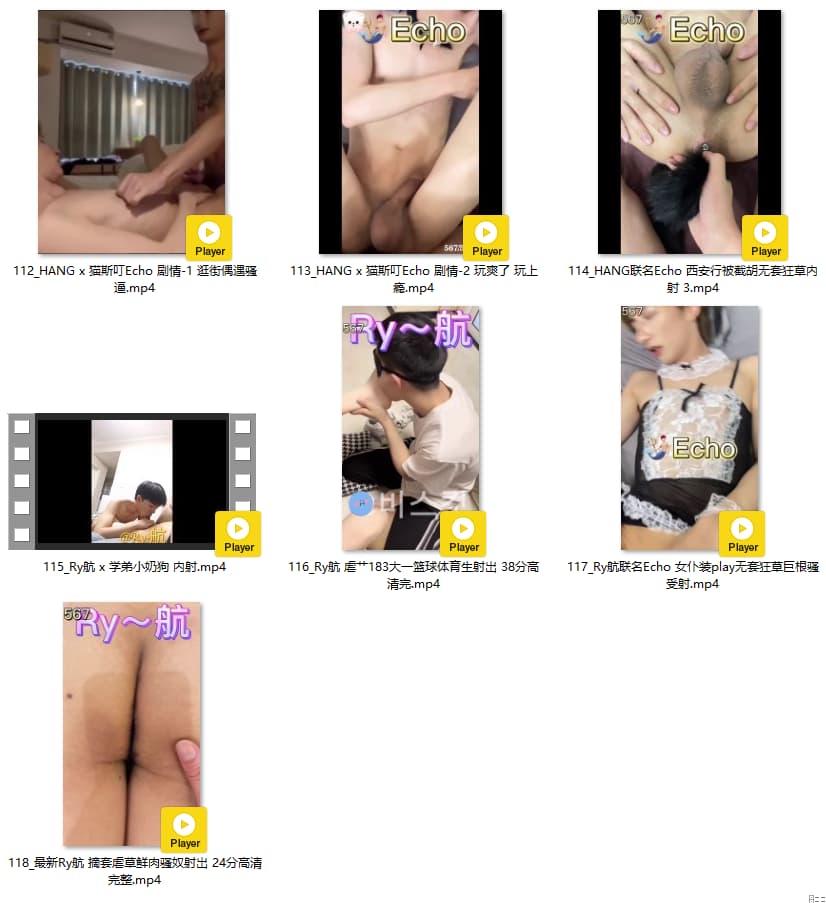 Player
112_HANG x 猫斯叮Echo 剧情-1 逛街偶遇骚
逼.mp4
Echo
567
Player
113_HANG x 猫斯叮Echo 剧情-2 玩爽了 玩上
瘾.mp4
567
Echo
Player
114_HANG联名Echo 西安行被截胡无套狂草内
射 3.mp4
@Ry航
Player
115_Ry航 x 学弟小奶狗 内射.mp4
567
Ry～航
Player
116_Ry航 虐艹183大一篮球体育生射出 38分高
清完.mp4
567
Echo
Player
117_Ry航联名Echo 女仆装play无套狂草巨根骚
受射.mp4
567
Ry～航
Player
118_最新Ry航 摘套虐草鲜肉骚奴射出 24分高清
完整.mp4